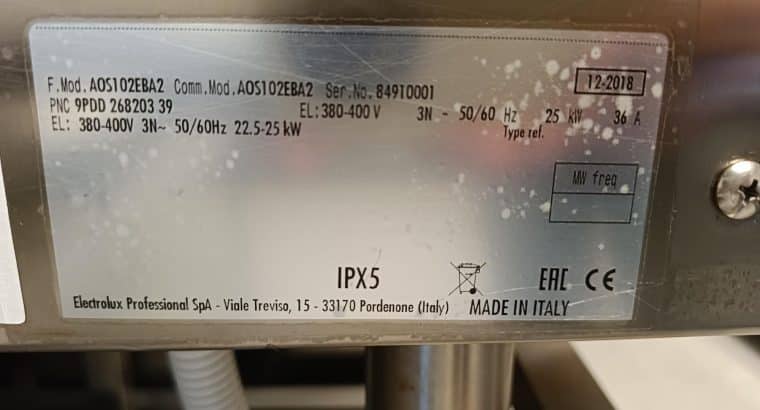 F.Mod. AOS102EBA2 Comm.Mod. AOS102EBA2 Ser.No. 84910001
12-2018
PNC 9PDD 268203 39 EL:380-400 V 3N ~ 50/60 Hz 25 kW 36 A
EL: 380-400V 3N~ 50/60Hz 22.5-25 kW Type ref.
MW freq
IPX5 EAC CE
Electrolux Professional SpA - Viale Treviso, 15 - 33170 Pordenone (Italy) MADE IN ITALY